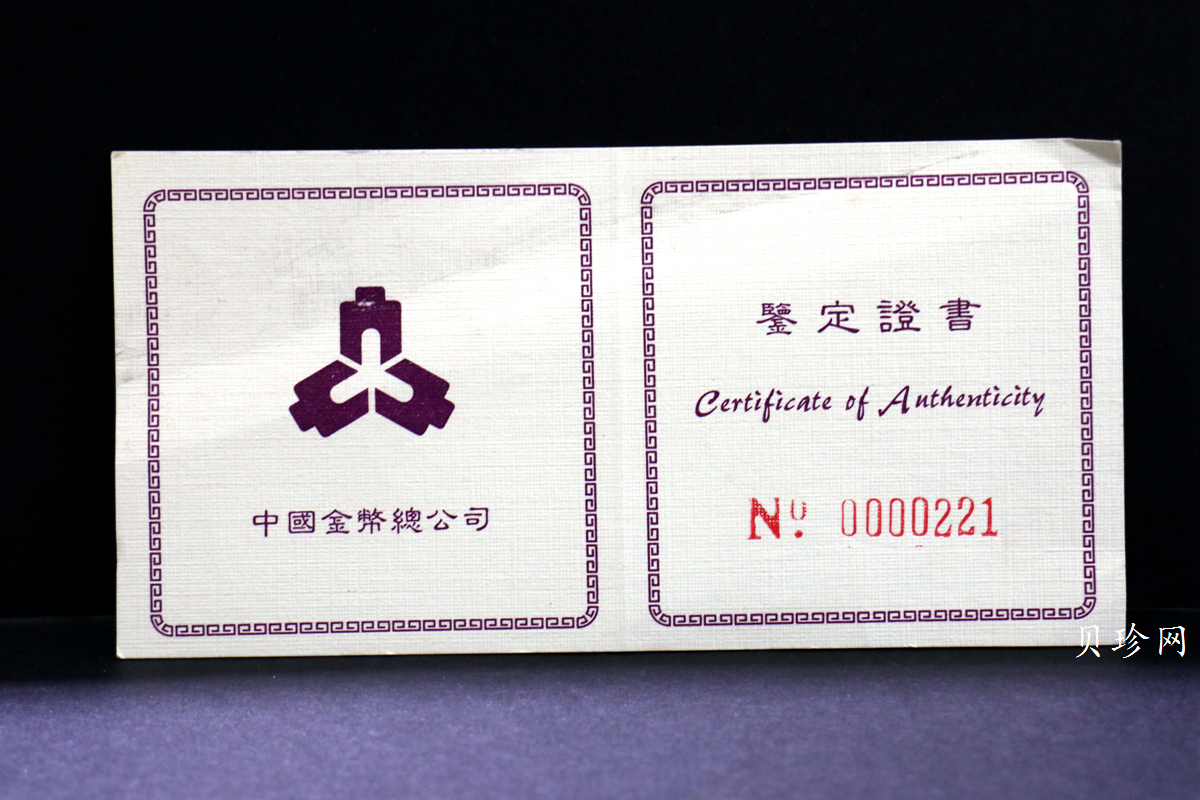 中國金幣總公司
鑒定證書
Certificate of Authenticity
Nº. 0000221
贝珍网